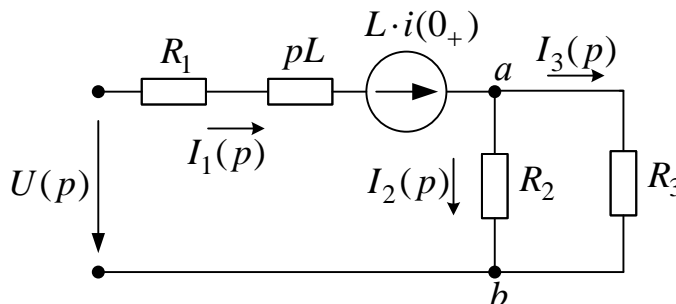 L·i(0₊)
R₁
pL
a
I₃(p)
I₁(p)
U(p)
I₂(p)
R₂
R₃
b